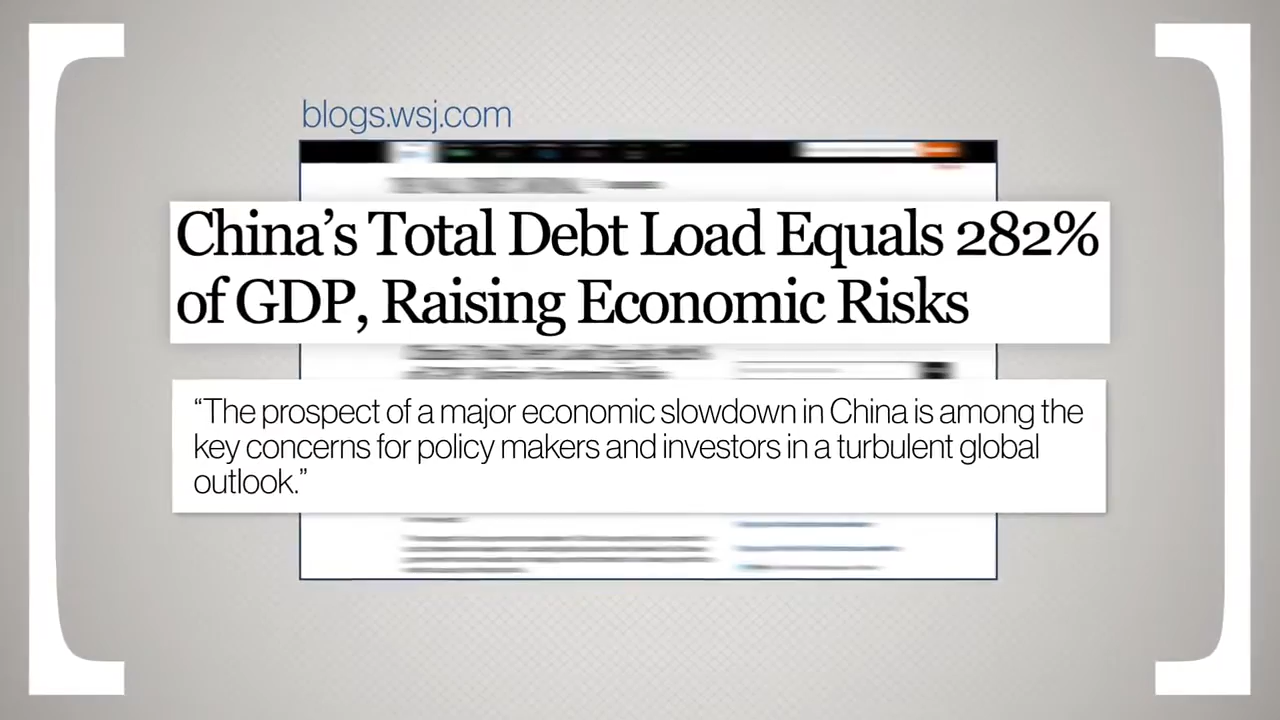 blogs.wsj.com
China’s Total Debt Load Equals 282%
of GDP, Raising Economic Risks
“The prospect of a major economic slowdown in China is among the
key concerns for policy makers and investors in a turbulent global
outlook.”